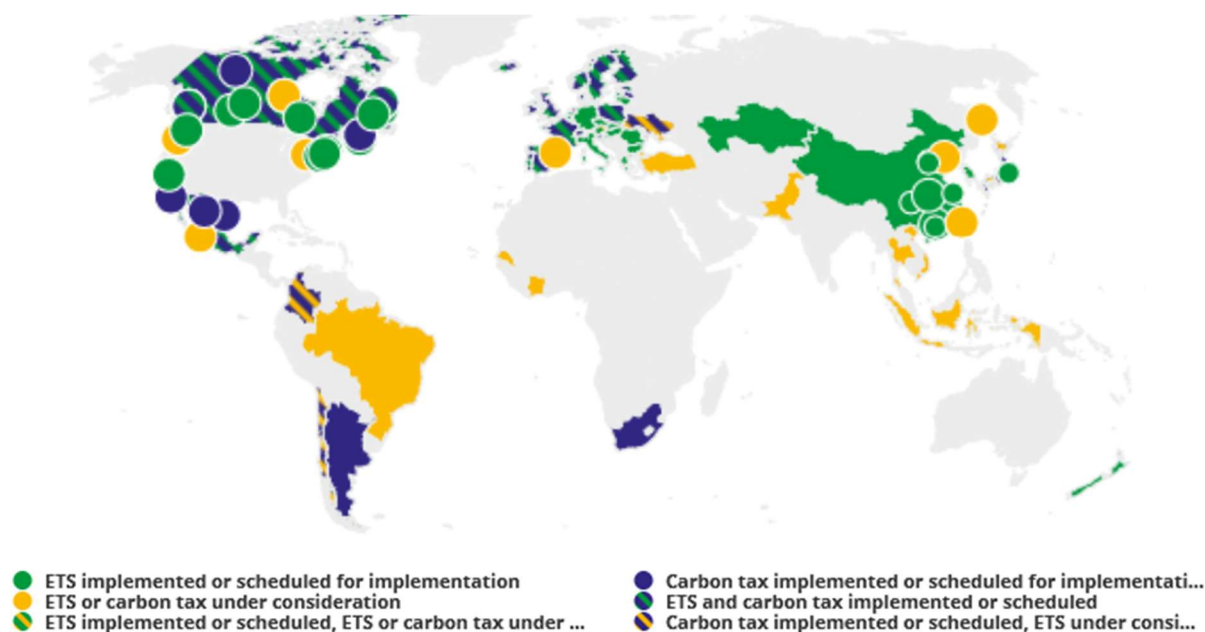 ETS implemented or scheduled for implementation
ETS or carbon tax under consideration
ETS implemented or scheduled, ETS or carbon tax under ...
Carbon tax implemented or scheduled for implementati...
ETS and carbon tax implemented or scheduled
Carbon tax implemented or scheduled, ETS under consi...